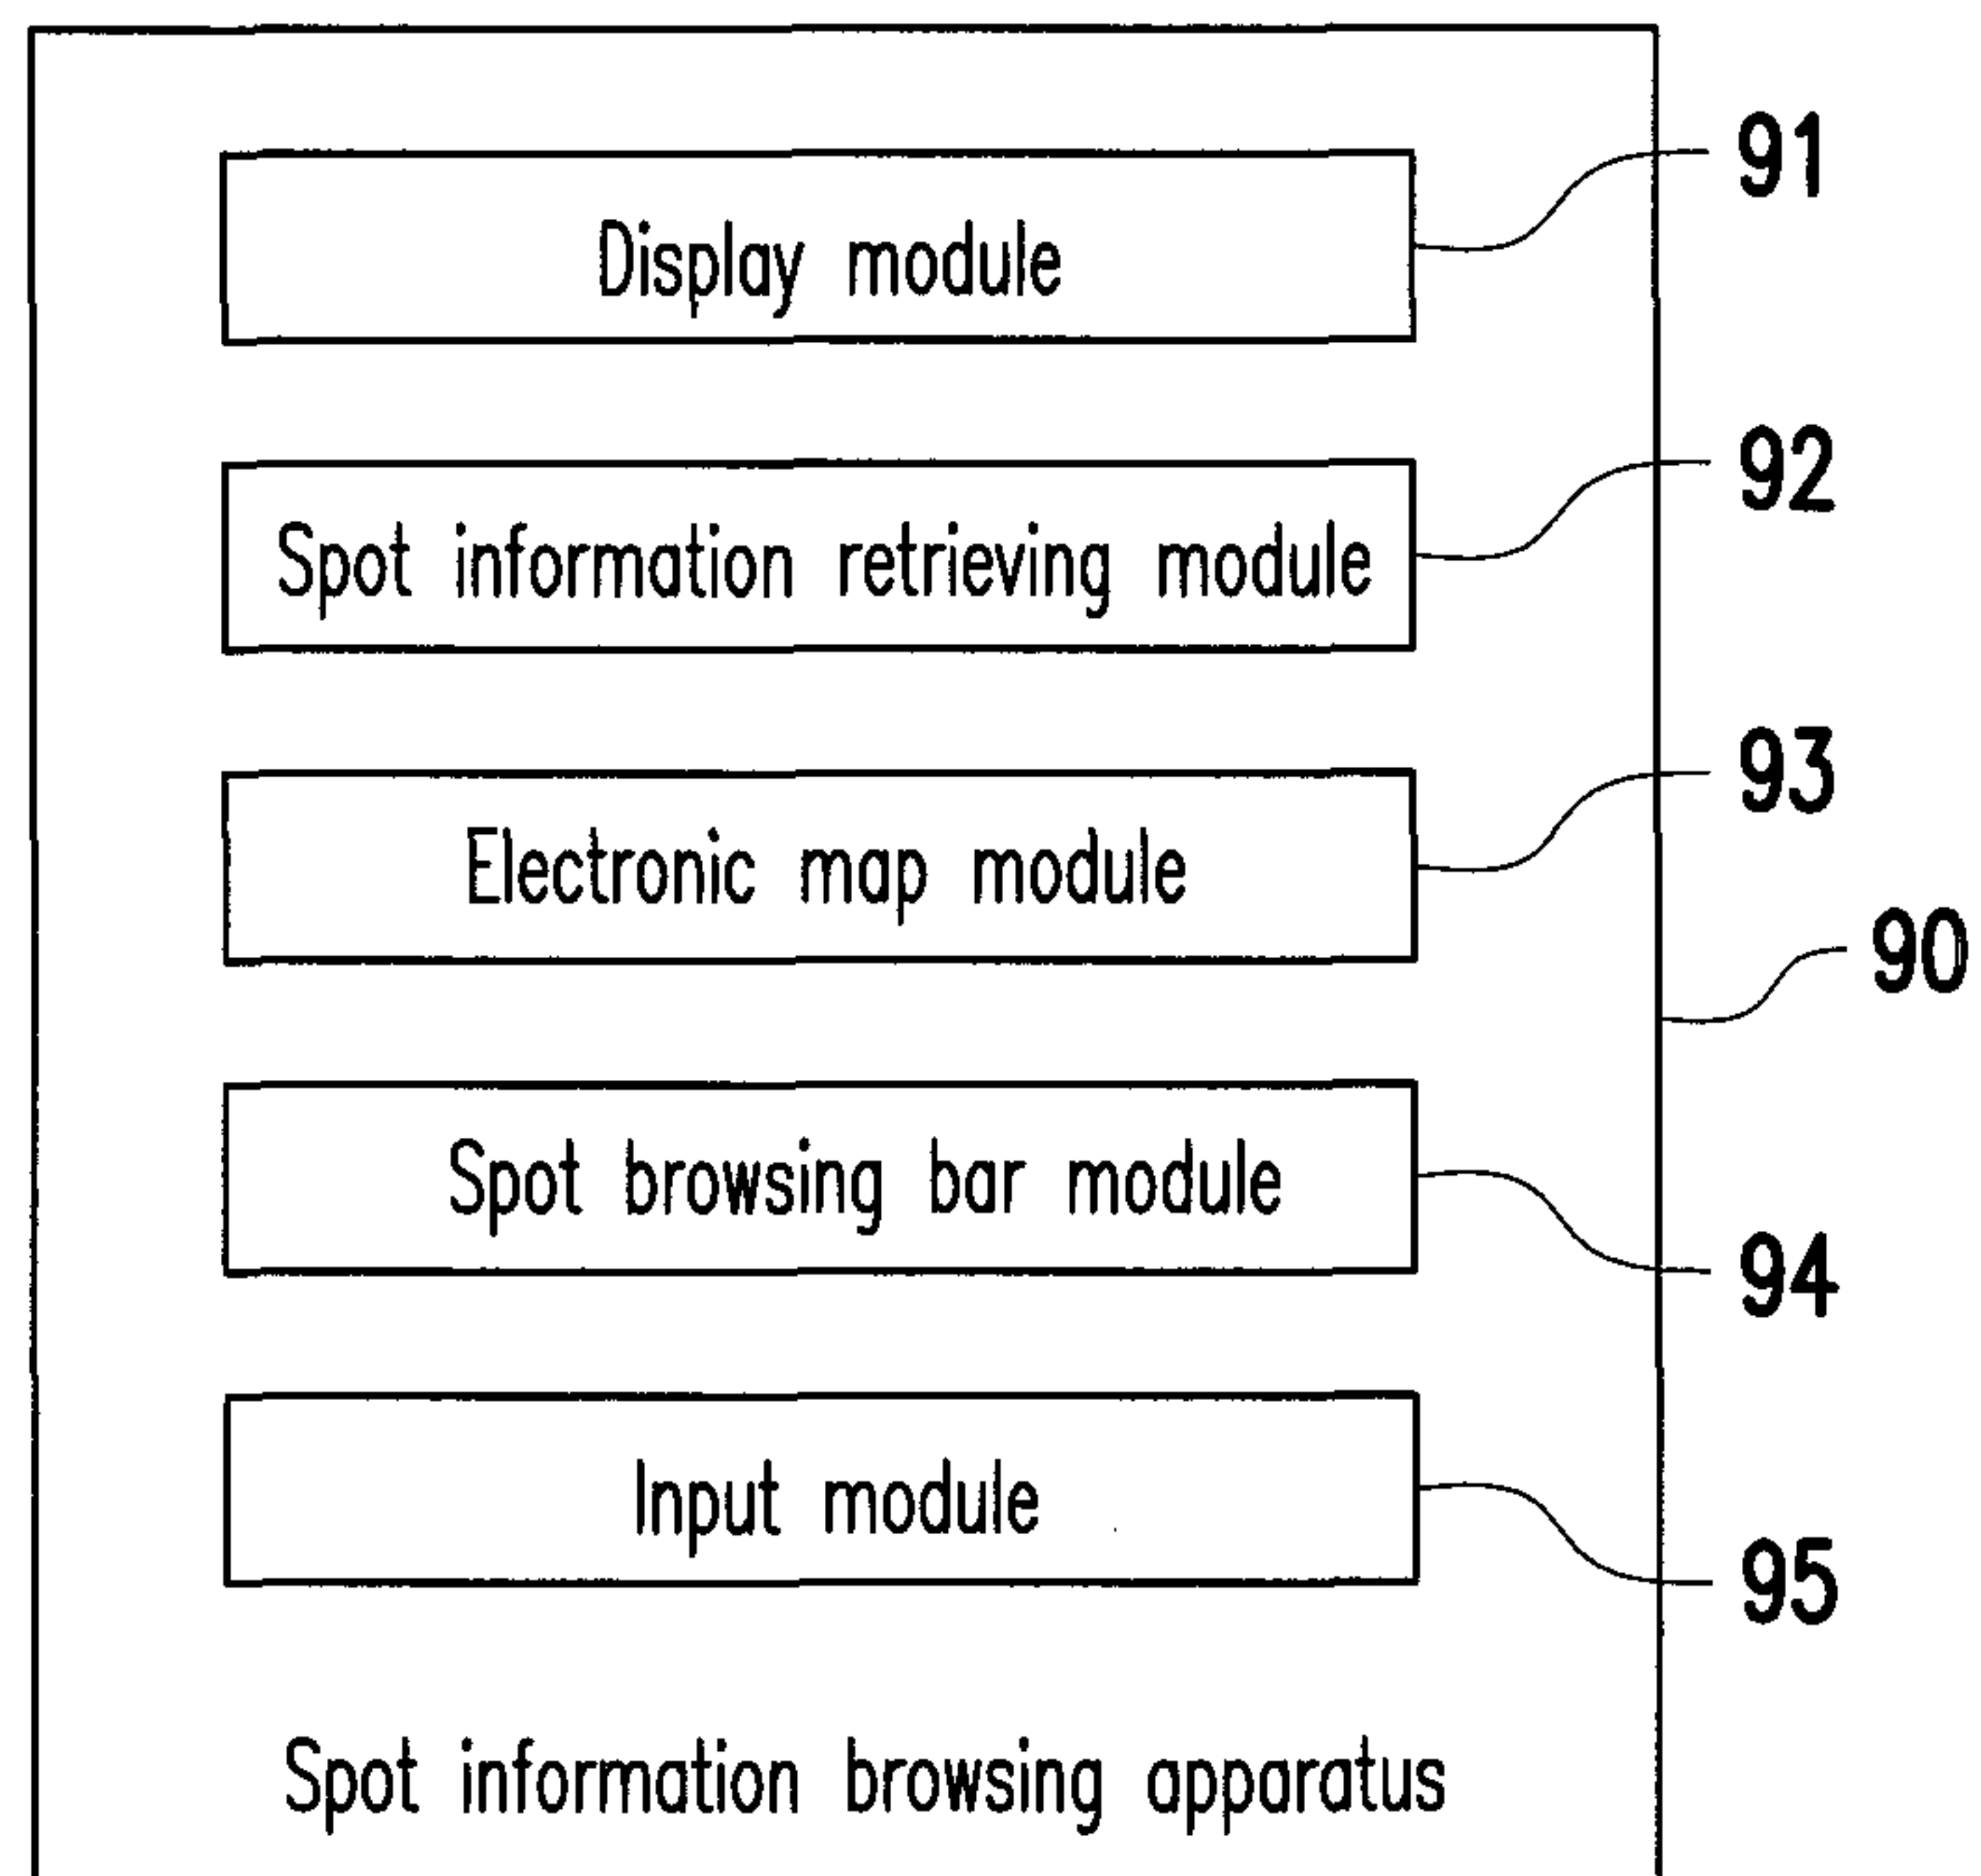 Display module
91
Spot information retrieving module
92
Electronic map module
93
90
Spot browsing bar module
94
Input module
95
Spot information browsing apparatus